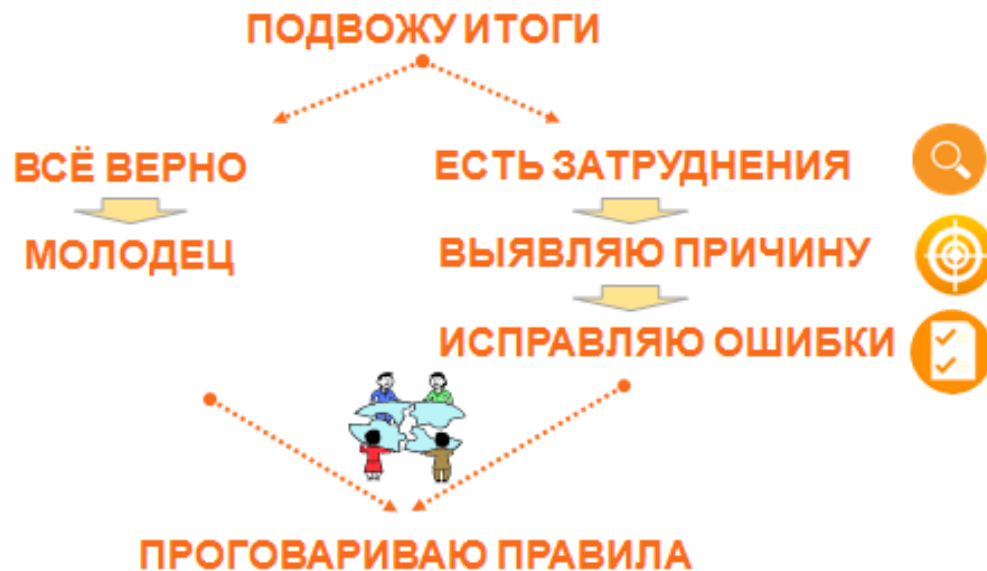 ПОДВОЖУ ИТОГИ
ВСЁ ВЕРНО
ЕСТЬ ЗАТРУДНЕНИЯ
МОЛОДЕЦ
ВЫЯВЛЯЮ ПРИЧИНУ
ИСПРАВЛЯЮ ОШИБКИ
ПРОГОВАРИВАЮ ПРАВИЛА